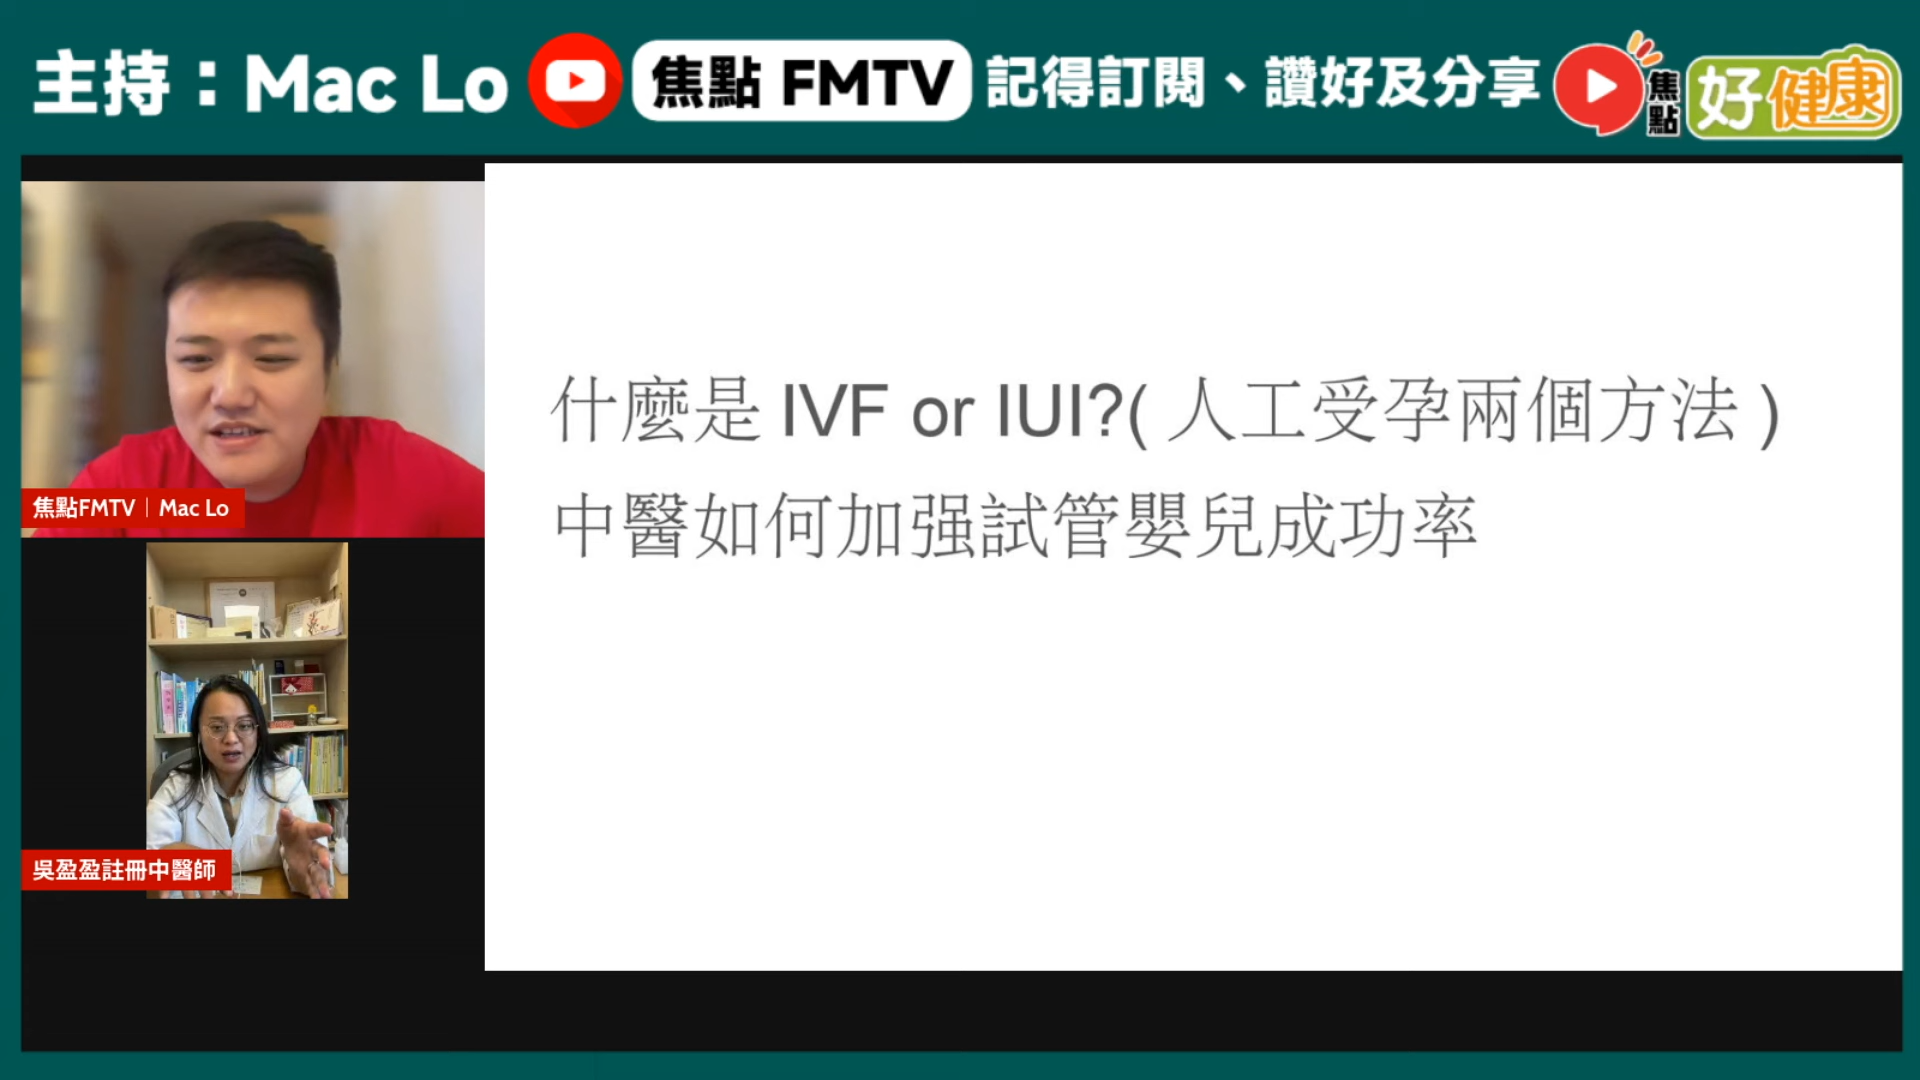 主持：Mac Lo 焦點 FMTV 記得訂閱、讚好及分享 焦點 好健康
什麼是 IVF or IUI?( 人工受孕兩個方法 )
中醫如何加强試管嬰兒成功率
焦點FMTV｜Mac Lo
吳盈盈註冊中醫師